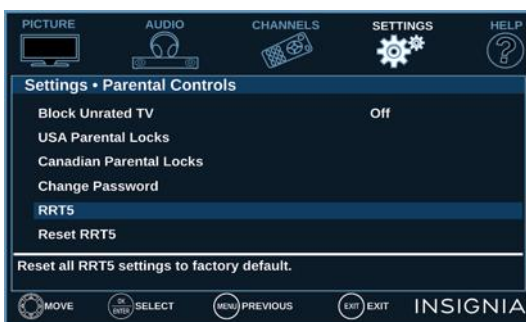 PICTURE AUDIO CHANNELS SETTINGS HELP
Settings • Parental Controls
Block Unrated TV Off
USA Parental Locks
Canadian Parental Locks
Change Password
RRT5
Reset RRT5
Reset all RRT5 settings to factory default.
MOVE OK ENTER SELECT MENU PREVIOUS EXIT EXIT INSIGNIA